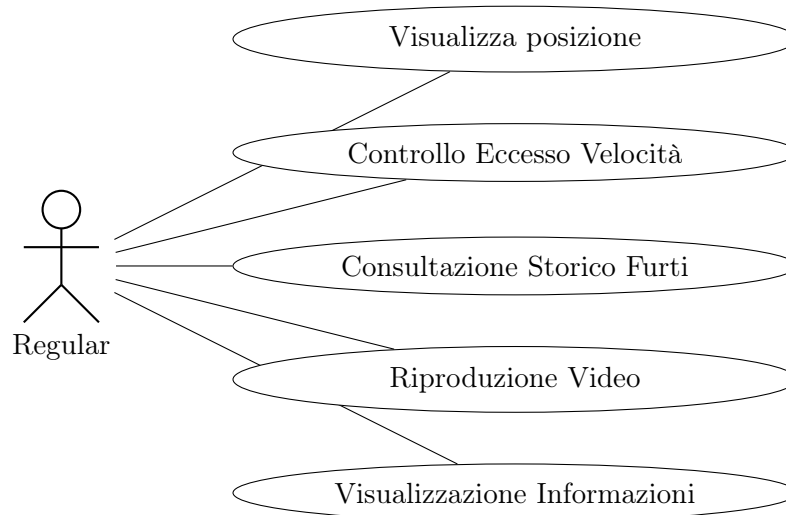 Visualizza posizione
Controllo Eccesso Velocità
Consultazione Storico Furti
Regular
Riproduzione Video
Visualizzazione Informazioni